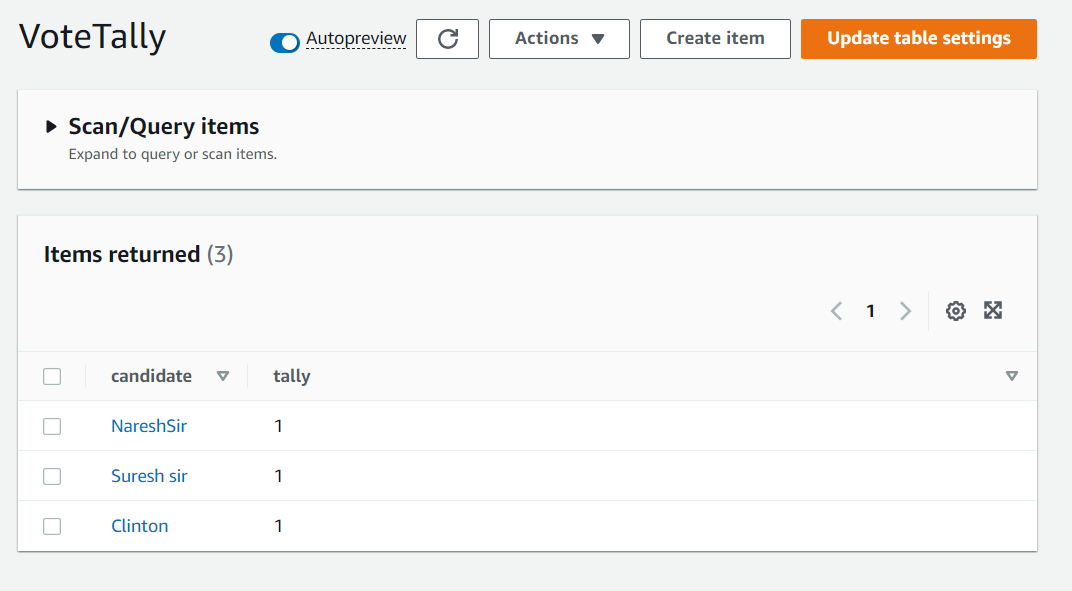 VoteTally
Autopreview
Actions
Create item
Update table settings
Scan/Query items
Expand to query or scan items.
Items returned (3)
1
candidate tally
NareshSir 1
Suresh sir 1
Clinton 1